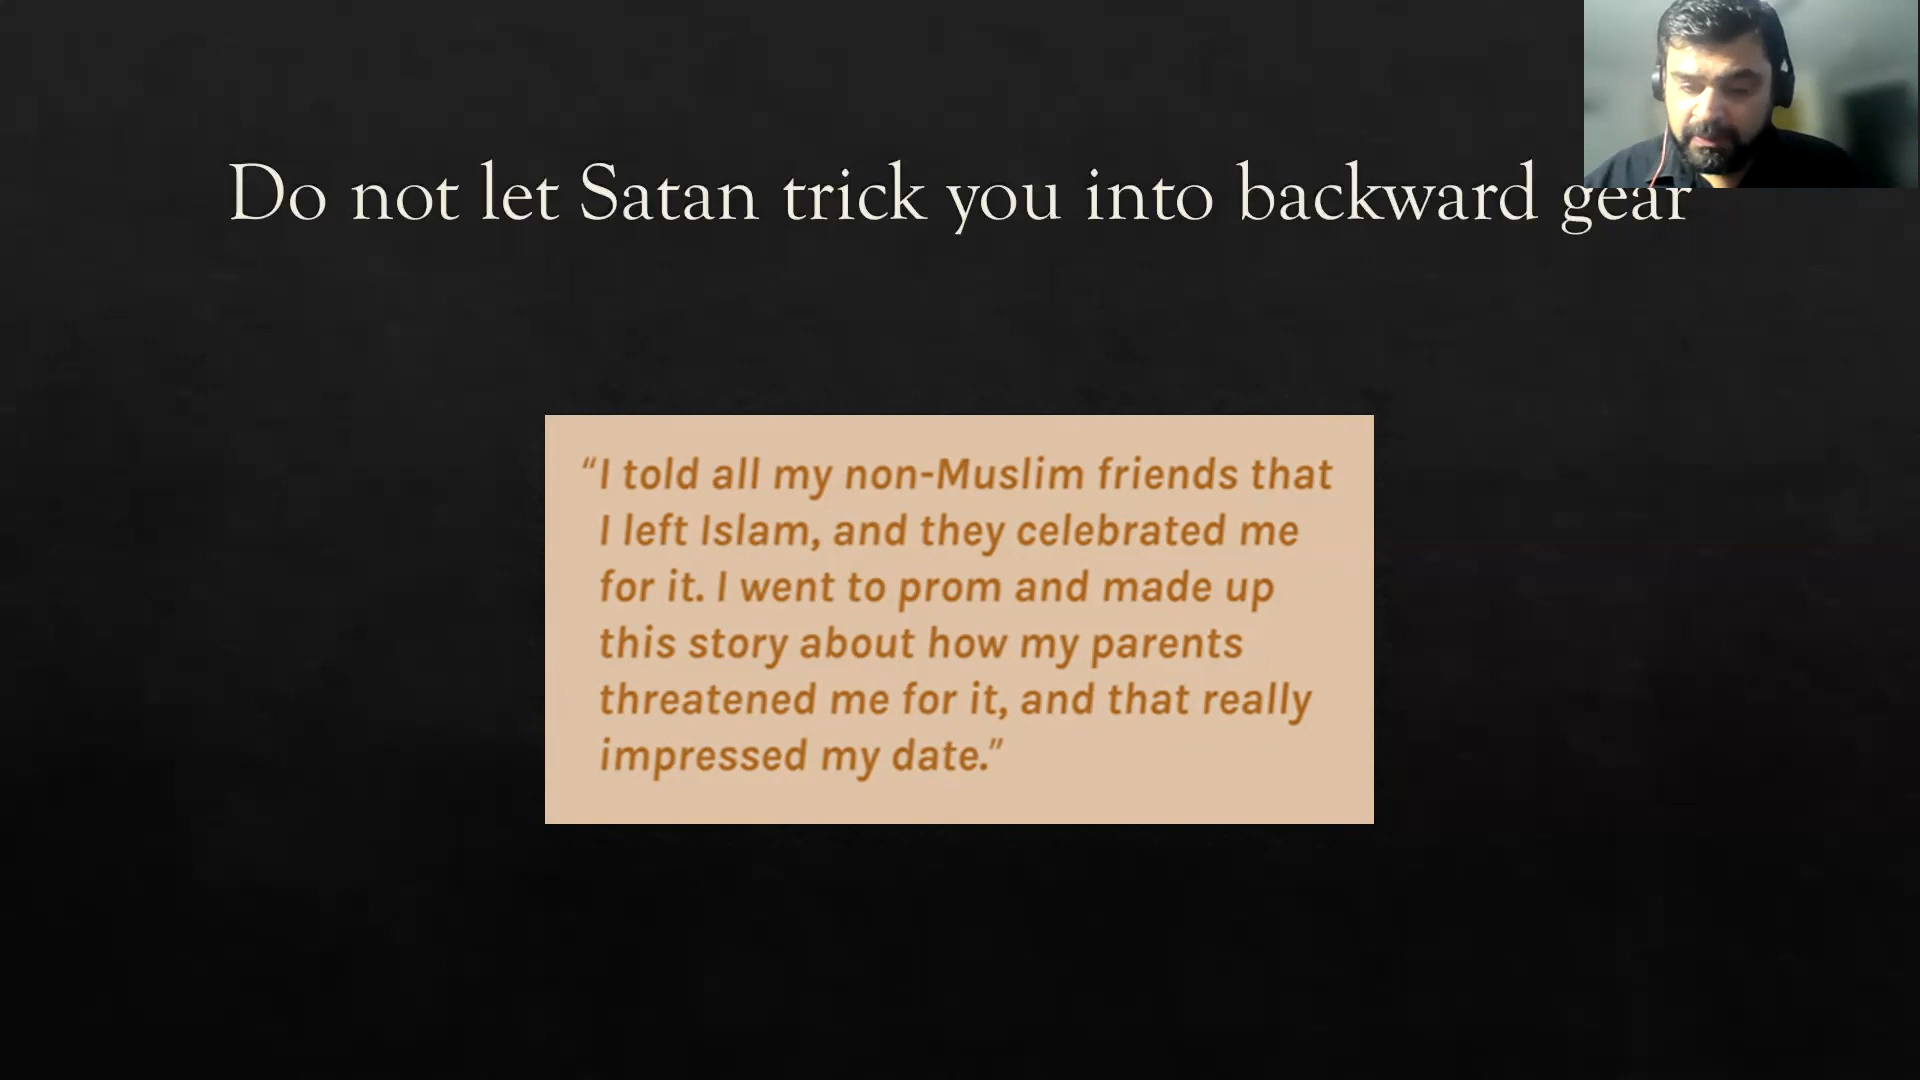 Do not let Satan trick you into backward gear
“I told all my non-Muslim friends that
I left Islam, and they celebrated me
for it. I went to prom and made up
this story about how my parents
threatened me for it, and that really
impressed my date.”